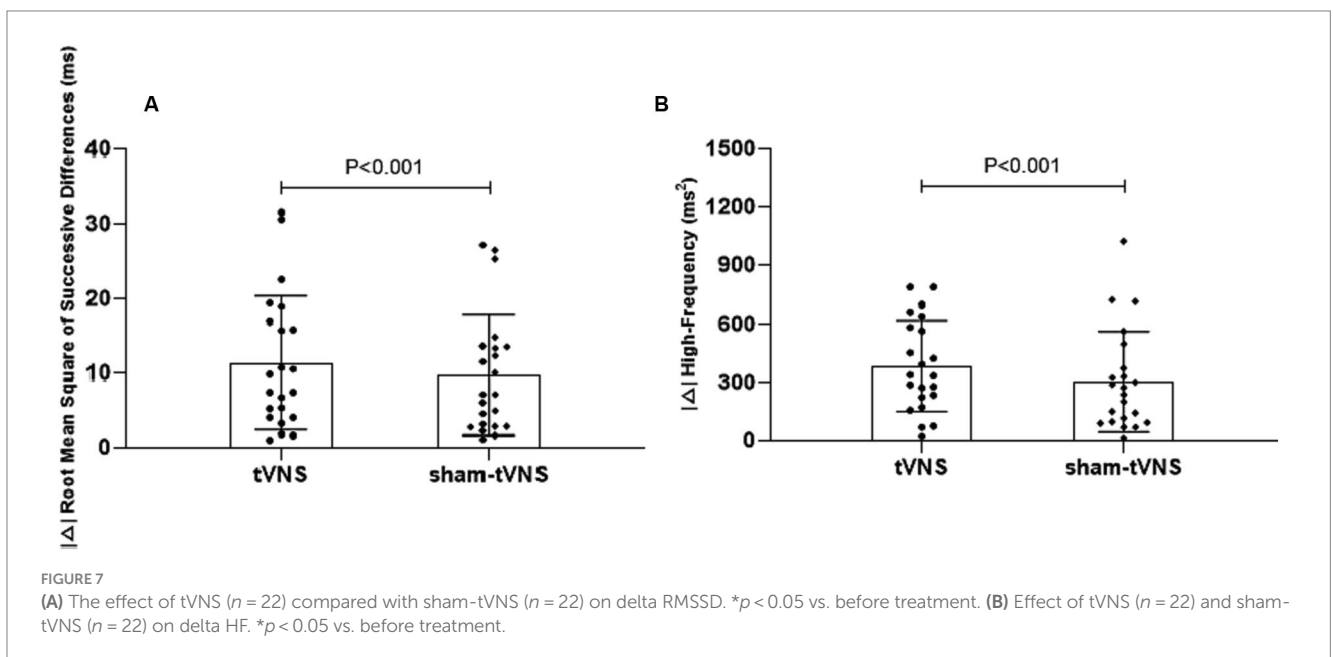 A
|△| Root Mean Square of Successive Differences (ms)
40
30
20
10
0
P<0.001
tVNS
sham-tVNS
B
|△| High-Frequency (ms²)
1500
1200
900
600
300
0
P<0.001
tVNS
sham-tVNS
FIGURE 7
(A) The effect of tVNS (n = 22) compared with sham-tVNS (n = 22) on delta RMSSD. *p < 0.05 vs. before treatment. (B) Effect of tVNS (n = 22) and sham-
tVNS (n = 22) on delta HF. *p < 0.05 vs. before treatment.